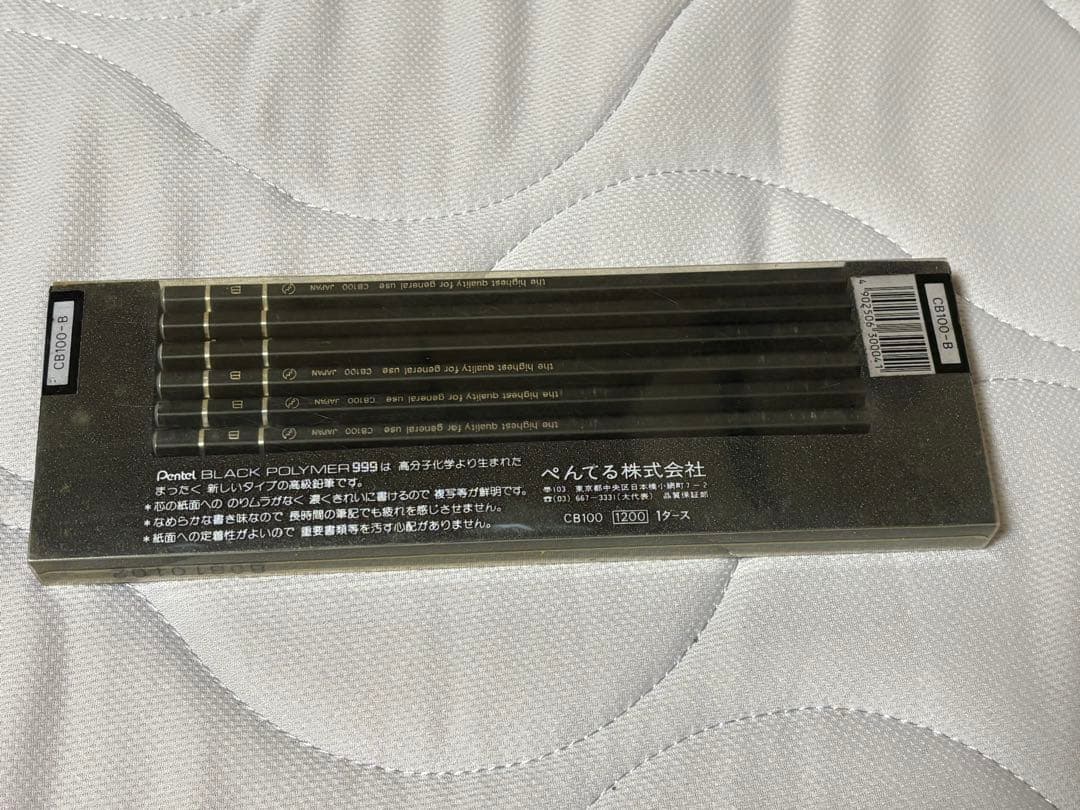 CB100-B
B JAPAN CB100 the highest quality for general use
B JAPAN CB100 the highest quality for general use
B
B JAPAN CB100 the highest quality for general use
4 902506 300041
CB100-B
Pentel BLACK POLYMER 999は 高分子化学より生まれた
まったく 新しいタイプの高級鉛筆です。
*芯の紙面への のりムラがなく 濃くきれいに書けるので 複写等が鮮明です。
*なめらかな書き味なので 長時間の筆記でも疲れを感じさせません。
*紙面への定着性がよいので 重要書類等を汚す心配がありません。
ぺんてる株式会社
〒103 東京都中央区日本橋小網町7-2
☎(03) 667-3331(大代表) 品質保証部
CB100 1200 1ダース